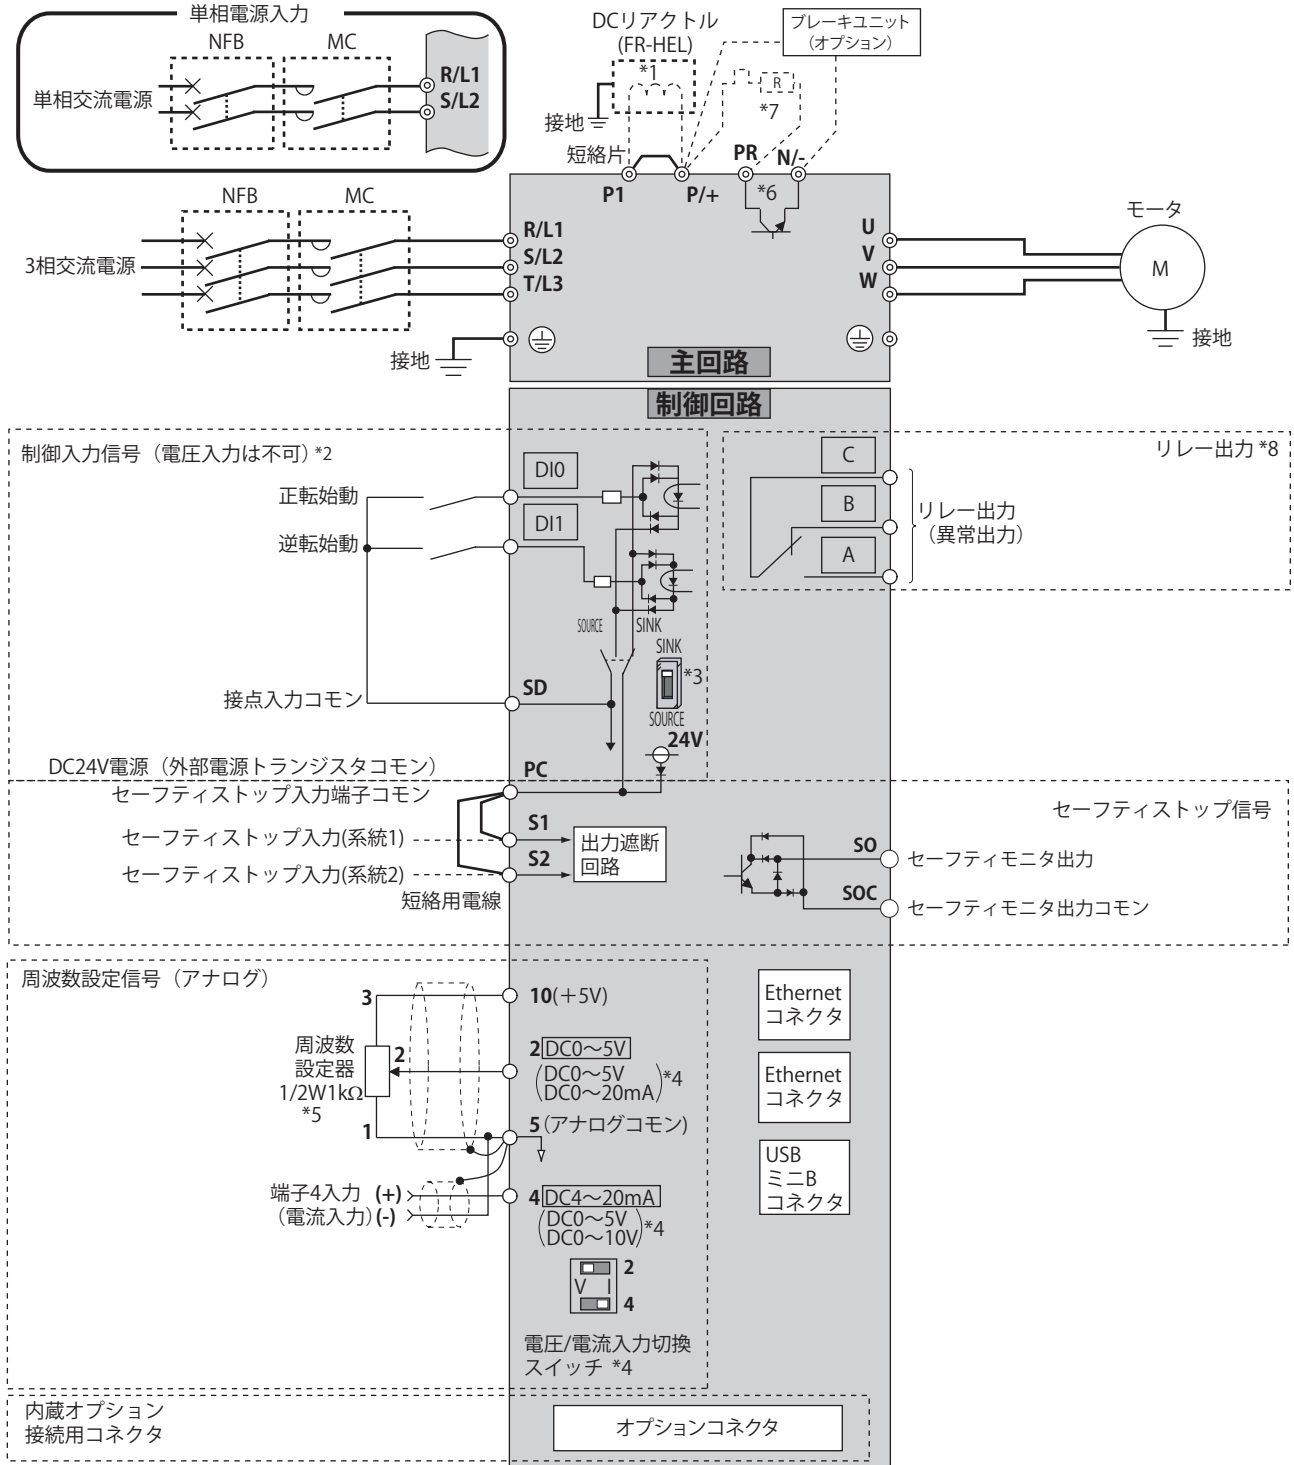 単相電源入力
NFB
MC
R/L1
S/L2
単相交流電源
DCリアクトル
(FR-HEL)
*1
接地
短絡片
ブレーキユニット
(オプション)
R
*7
P1
P/+
PR
N/-
*6
NFB
MC
R/L1
S/L2
T/L3
3相交流電源
接地
U
V
W
モータ
M
接地
主回路
制御回路
制御入力信号（電圧入力は不可）*2
正転始動
逆転始動
接点入力コモン
DI0
DI1
SOURCE
SINK
SINK
*3
SOURCE
SD
24V
DC24V電源（外部電源トランジスタコモン）
PC
C
B
A
リレー出力 *8
リレー出力
（異常出力）
セーフティストップ入力端子コモン
セーフティストップ入力(系統1)
セーフティストップ入力(系統2)
短絡用電線
S1
S2
出力遮断
回路
セーフティストップ信号
SO
セーフティモニタ出力
SOC
セーフティモニタ出力コモン
周波数設定信号（アナログ）
3
10(＋5V)
周波数
設定器
1/2W1kΩ
*5
2
2 DC0～5V
DC0～5V
DC0～20mA
*4
1
5（アナログコモン）
端子4入力 (+)
（電流入力）(-)
4 DC4～20mA
DC0～5V
DC0～10V
*4
2
V I
4
電圧/電流入力切換
スイッチ *4
Ethernet
コネクタ
Ethernet
コネクタ
USB
ミニB
コネクタ
内蔵オプション
接続用コネクタ
オプションコネクタ